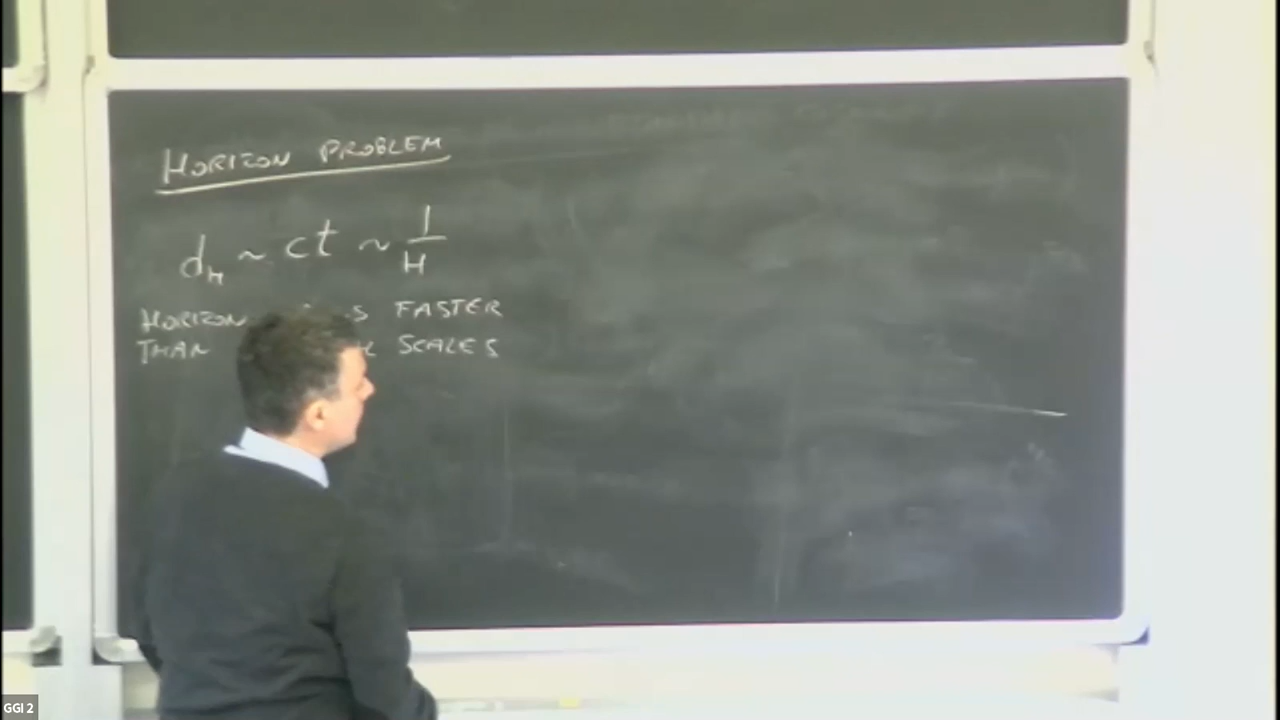 HORIZON PROBLEM
d_H ~ ct ~ 1/H
HORIZON FASTER
THAN SCALES
GGI 2